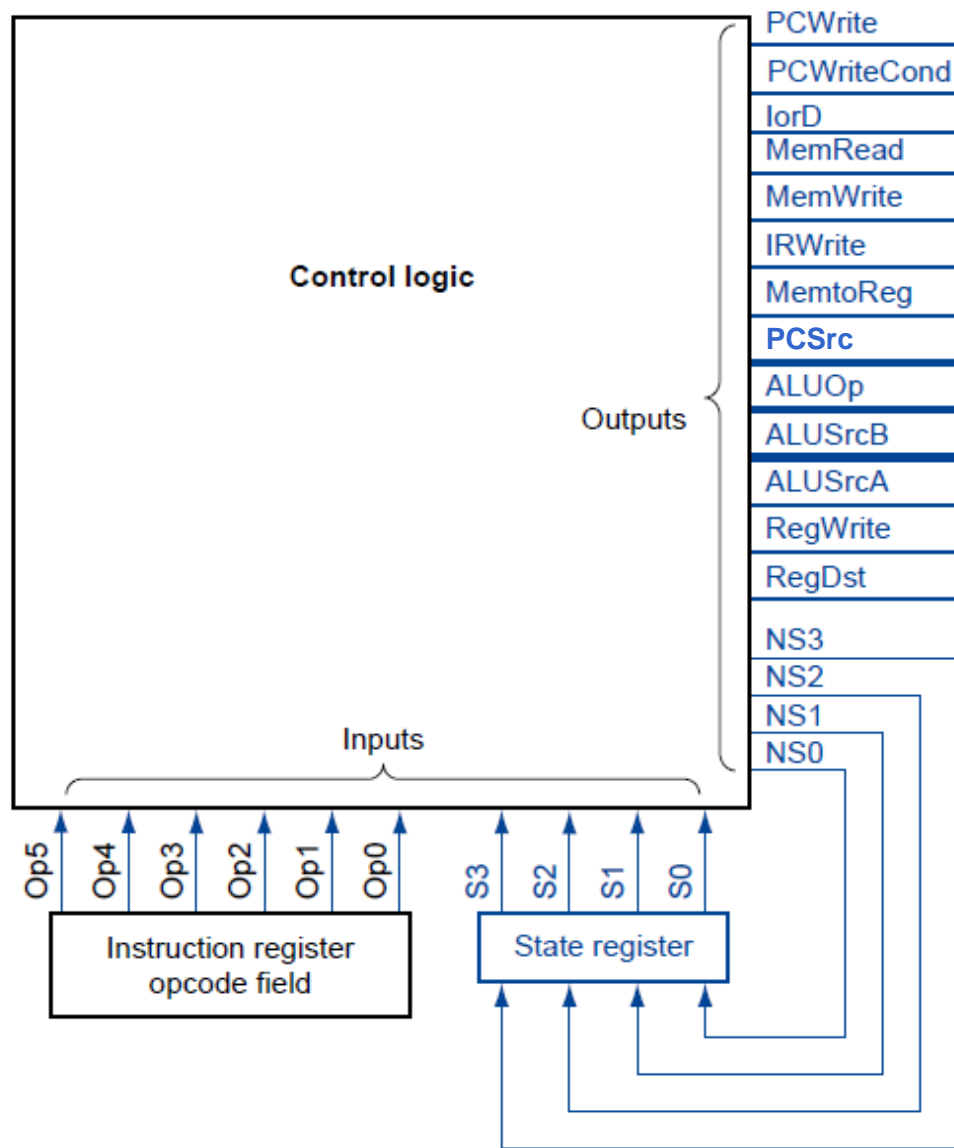 PCWrite
PCWriteCond
IorD
MemRead
MemWrite
IRWrite
Control logic
MemtoReg
PCSrc
ALUOp
Outputs
ALUSrcB
ALUSrcA
RegWrite
RegDst
NS3
NS2
NS1
Inputs
NS0
Op5
Op4
Op3
Op2
Op1
Op0
S3
S2
S1
S0
Instruction register
opcode field
State register